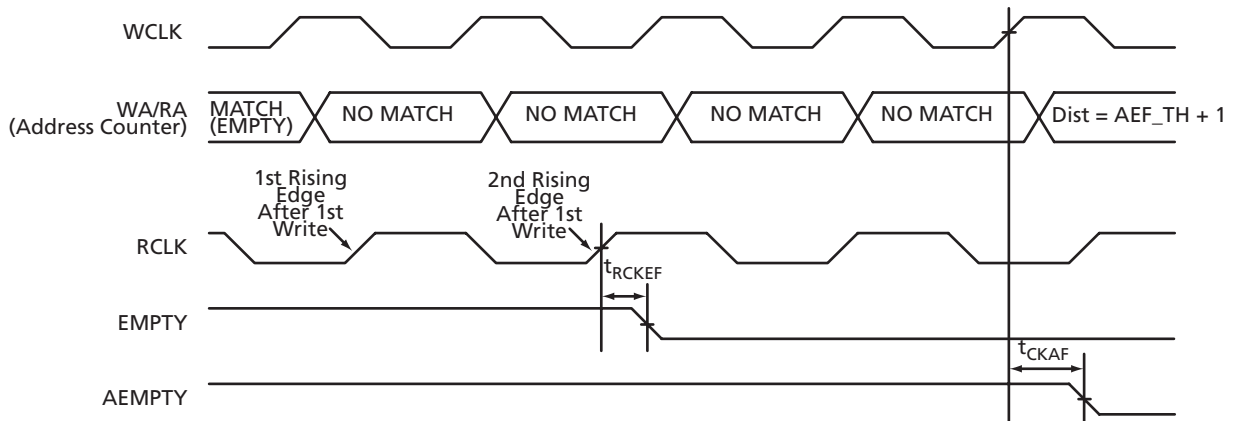 WCLK
WA/RA
(Address Counter)
MATCH
(EMPTY)
NO MATCH
NO MATCH
NO MATCH
NO MATCH
Dist = AEF_TH + 1
1st Rising
Edge
After 1st
Write
2nd Rising
Edge
After 1st
Write
RCLK
tRCKEF
EMPTY
tCKAF
AEMPTY